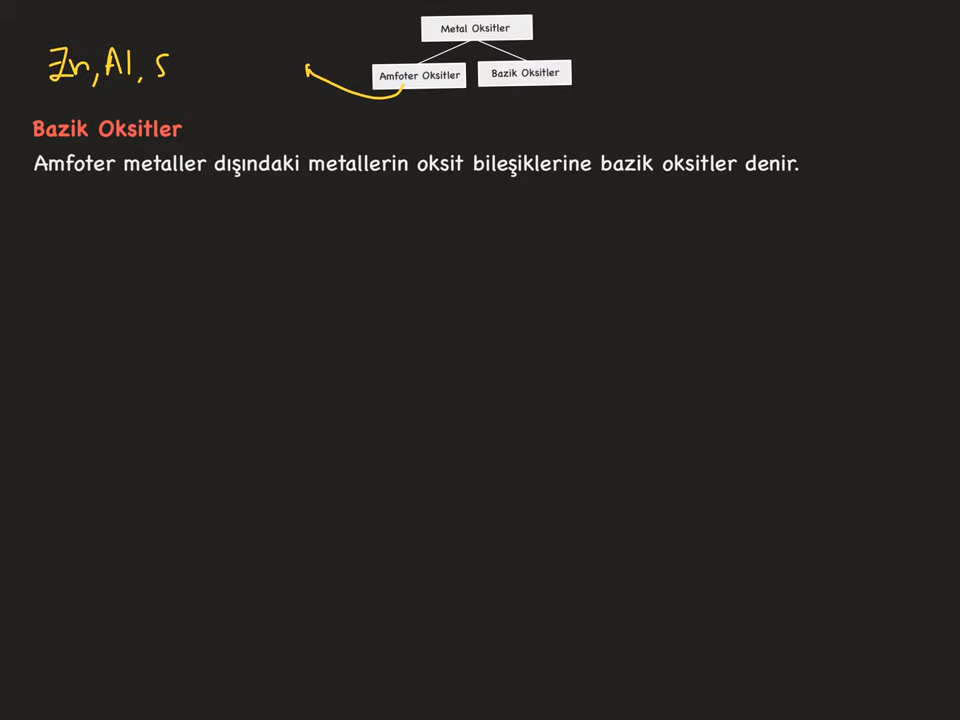 Metal Oksitler
Zn, Al, S
Amfoter Oksitler
Bazik Oksitler
Bazik Oksitler
Amfoter metaller dışındaki metallerin oksit bileşiklerine bazik oksitler denir.